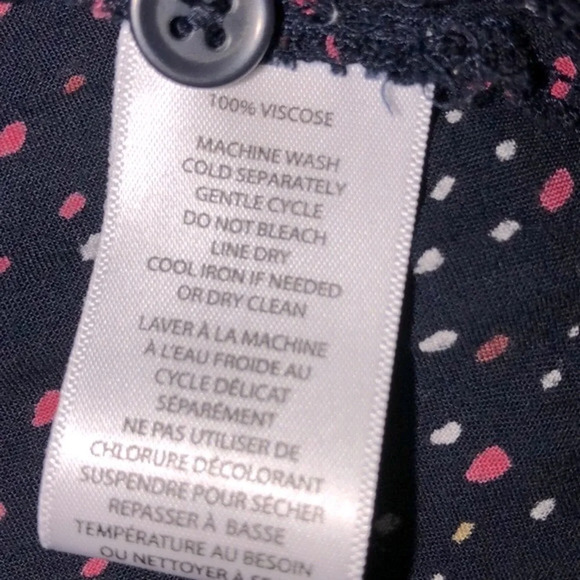 100% VISCOSE
MACHINE WASH
COLD SEPARATELY
GENTLE CYCLE
DO NOT BLEACH
LINE DRY
COOL IRON IF NEEDED
OR DRY CLEAN
LAVER À LA MACHINE
À L'EAU FROIDE AU
CYCLE DÉLICAT
SÉPARÉMENT
NE PAS UTILISER DE
CHLORURE DÉCOLORANT
SUSPENDRE POUR SÉCHER
REPASSER À BASSE
TEMPÉRATURE AU BESOIN
OU NETTOYER À